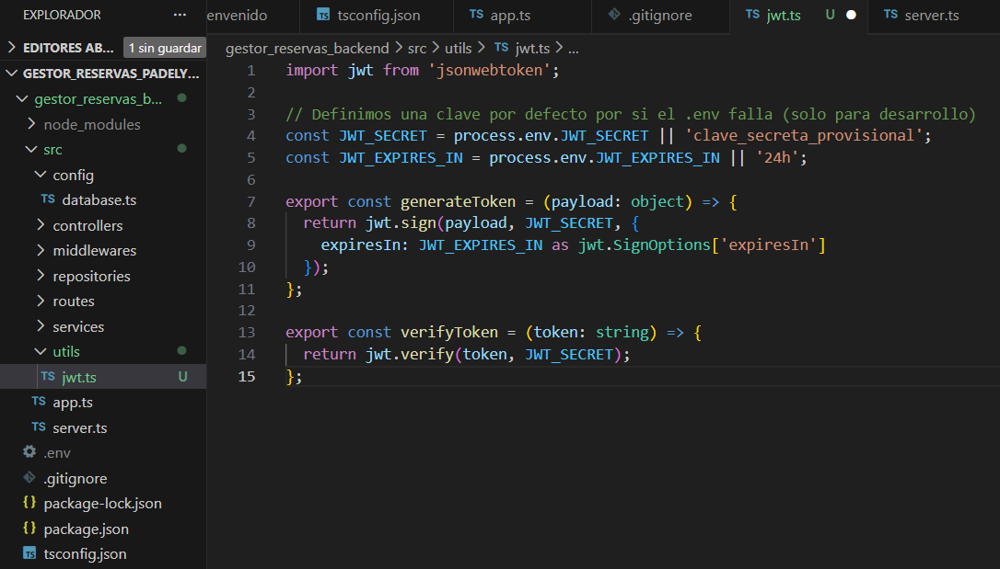 EXPLORADOR ...
EDITORES AB... 1 sin guardar
GESTOR_RESERVAS_PADELY...
gestor_reservas_b...
node_modules
src
config
TS database.ts
controllers
middlewares
repositories
routes
services
utils
TS jwt.ts U
TS app.ts
TS server.ts
.env
.gitignore
{} package-lock.json
{} package.json
TS tsconfig.json
envenido
TS tsconfig.json
TS app.ts
.gitignore
TS jwt.ts U
TS server.ts
gestor_reservas_backend > src > utils > TS jwt.ts > ...
1 import jwt from 'jsonwebtoken';
2
3 // Definimos una clave por defecto por si el .env falla (solo para desarrollo)
4 const JWT_SECRET = process.env.JWT_SECRET || 'clave_secreta_provisional';
5 const JWT_EXPIRES_IN = process.env.JWT_EXPIRES_IN || '24h';
6
7 export const generateToken = (payload: object) => {
8 return jwt.sign(payload, JWT_SECRET, {
9 expiresIn: JWT_EXPIRES_IN as jwt.SignOptions['expiresIn']
10 });
11 };
12
13 export const verifyToken = (token: string) => {
14 return jwt.verify(token, JWT_SECRET);
15 };